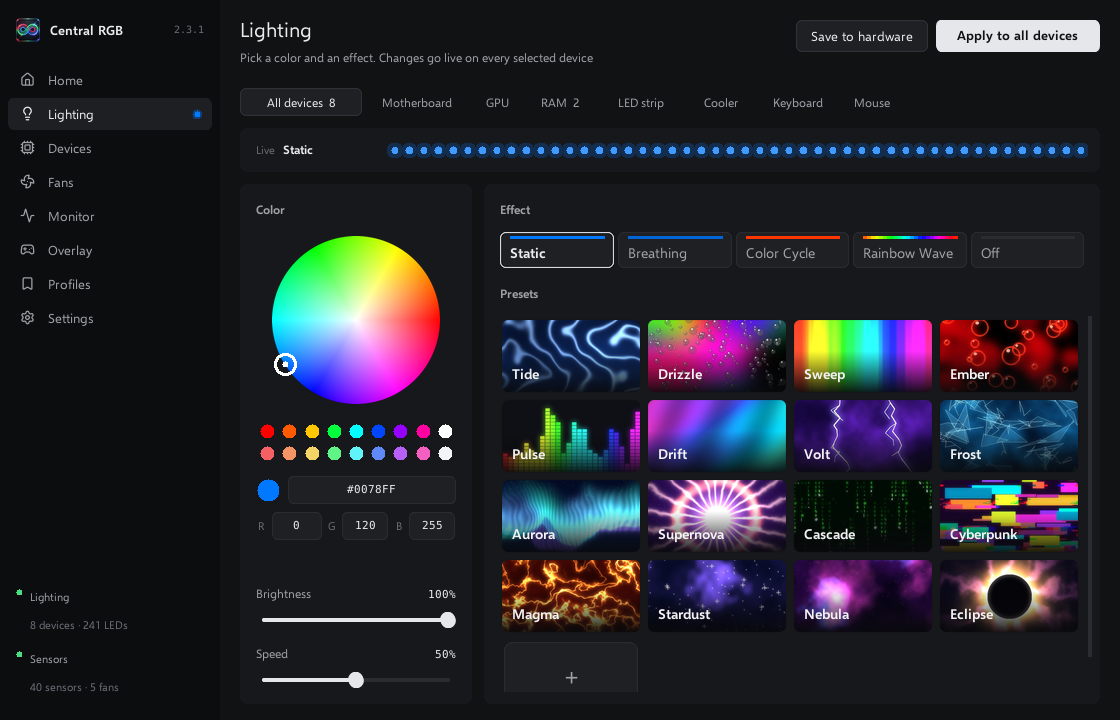 Central RGB 2.3.1
Home
Lighting
Devices
Fans
Monitor
Overlay
Profiles
Settings
Lighting
8 devices · 241 LEDs
Sensors
40 sensors · 5 fans
Lighting
Pick a color and an effect. Changes go live on every selected device
Save to hardware
Apply to all devices
All devices 8 Motherboard GPU RAM 2 LED strip Cooler Keyboard Mouse
Live Static
Color
#0078FF
R 0 G 120 B 255
Brightness 100%
Speed 50%
Effect
Static Breathing Color Cycle Rainbow Wave Off
Presets
Tide Drizzle Sweep Ember
Pulse Drift Volt Frost
Aurora Supernova Cascade Cyberpunk
Magma Stardust Nebula Eclipse
+